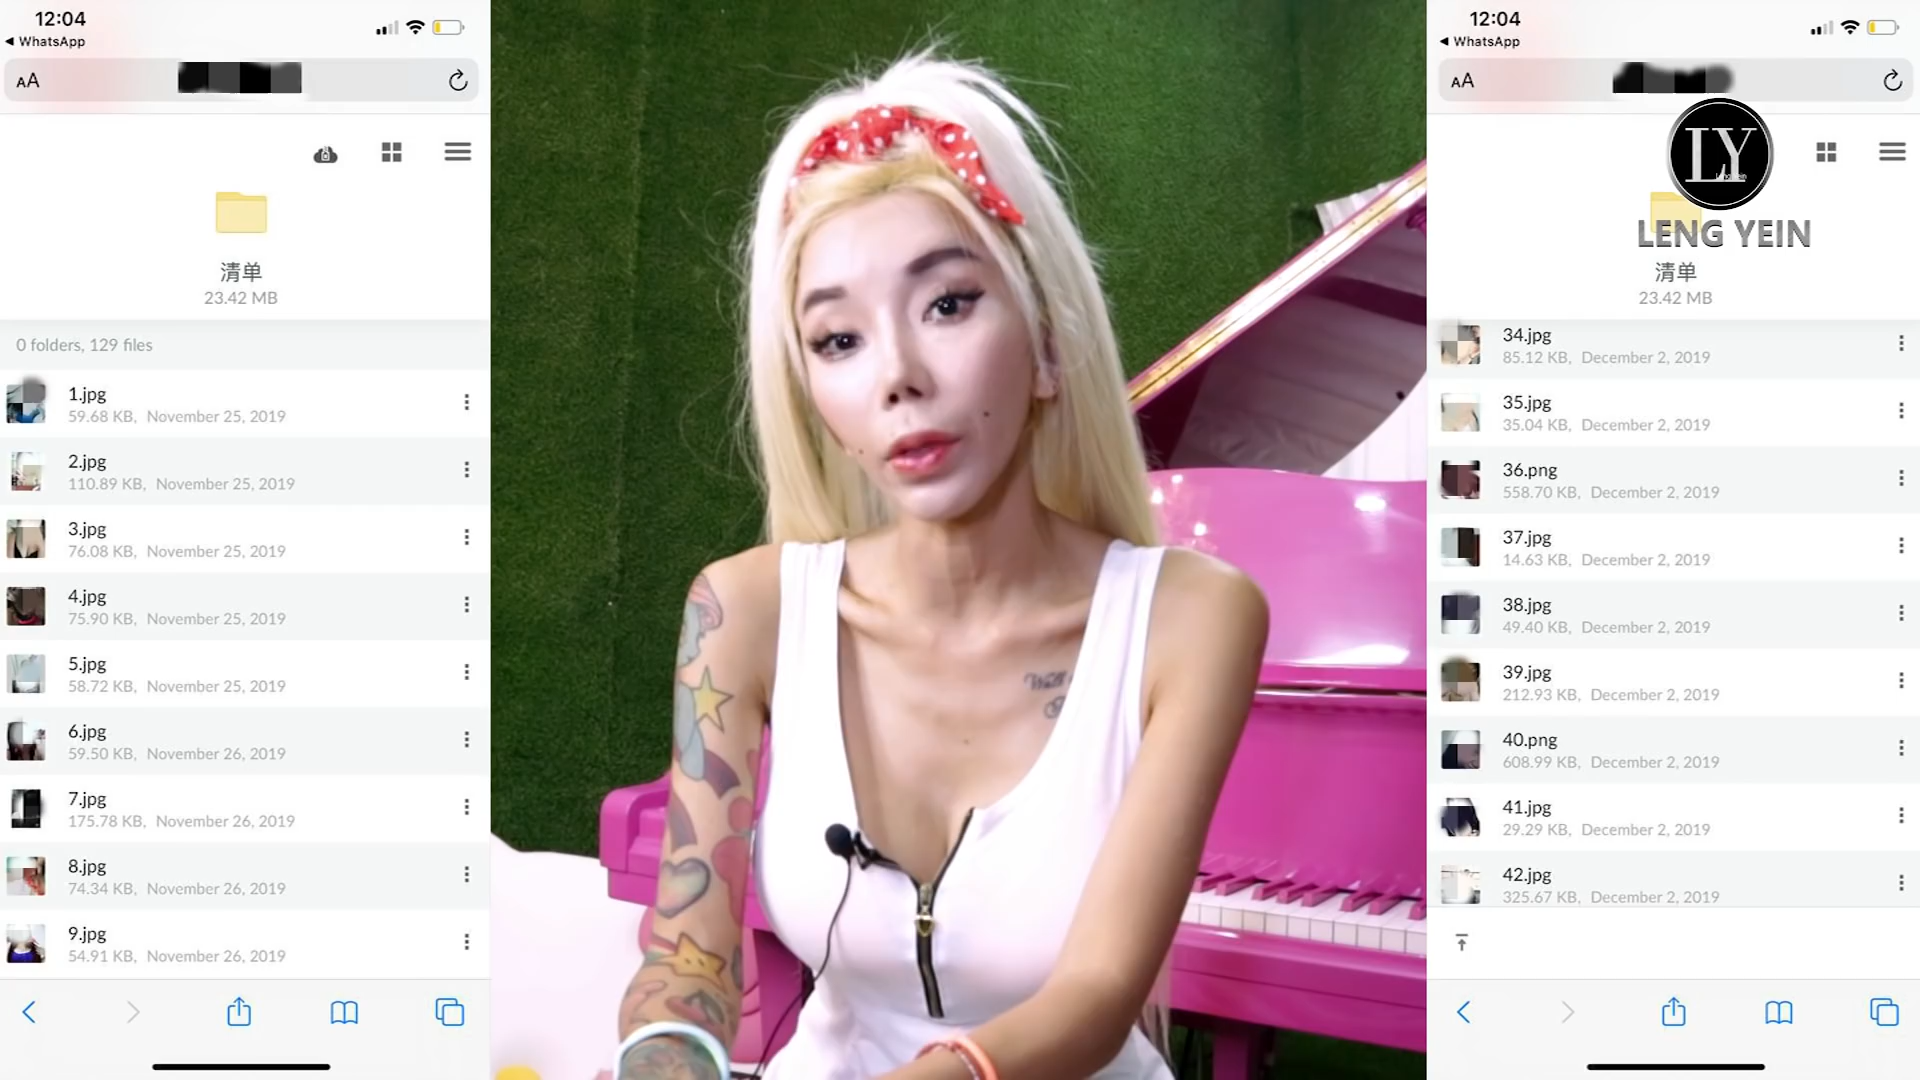 12:04
WhatsApp
AA
清单
23.42 MB
0 folders, 129 files
1.jpg
59.68 KB, November 25, 2019
2.jpg
110.89 KB, November 25, 2019
3.jpg
76.08 KB, November 25, 2019
4.jpg
75.90 KB, November 25, 2019
5.jpg
58.72 KB, November 25, 2019
6.jpg
59.50 KB, November 26, 2019
7.jpg
175.78 KB, November 26, 2019
8.jpg
74.34 KB, November 26, 2019
9.jpg
54.91 KB, November 26, 2019
12:04
WhatsApp
AA
LY
LENG YEIN
清单
23.42 MB
34.jpg
85.12 KB, December 2, 2019
35.jpg
35.04 KB, December 2, 2019
36.png
558.70 KB, December 2, 2019
37.jpg
14.63 KB, December 2, 2019
38.jpg
49.40 KB, December 2, 2019
39.jpg
212.93 KB, December 2, 2019
40.png
608.99 KB, December 2, 2019
41.jpg
29.29 KB, December 2, 2019
42.jpg
325.67 KB, December 2, 2019